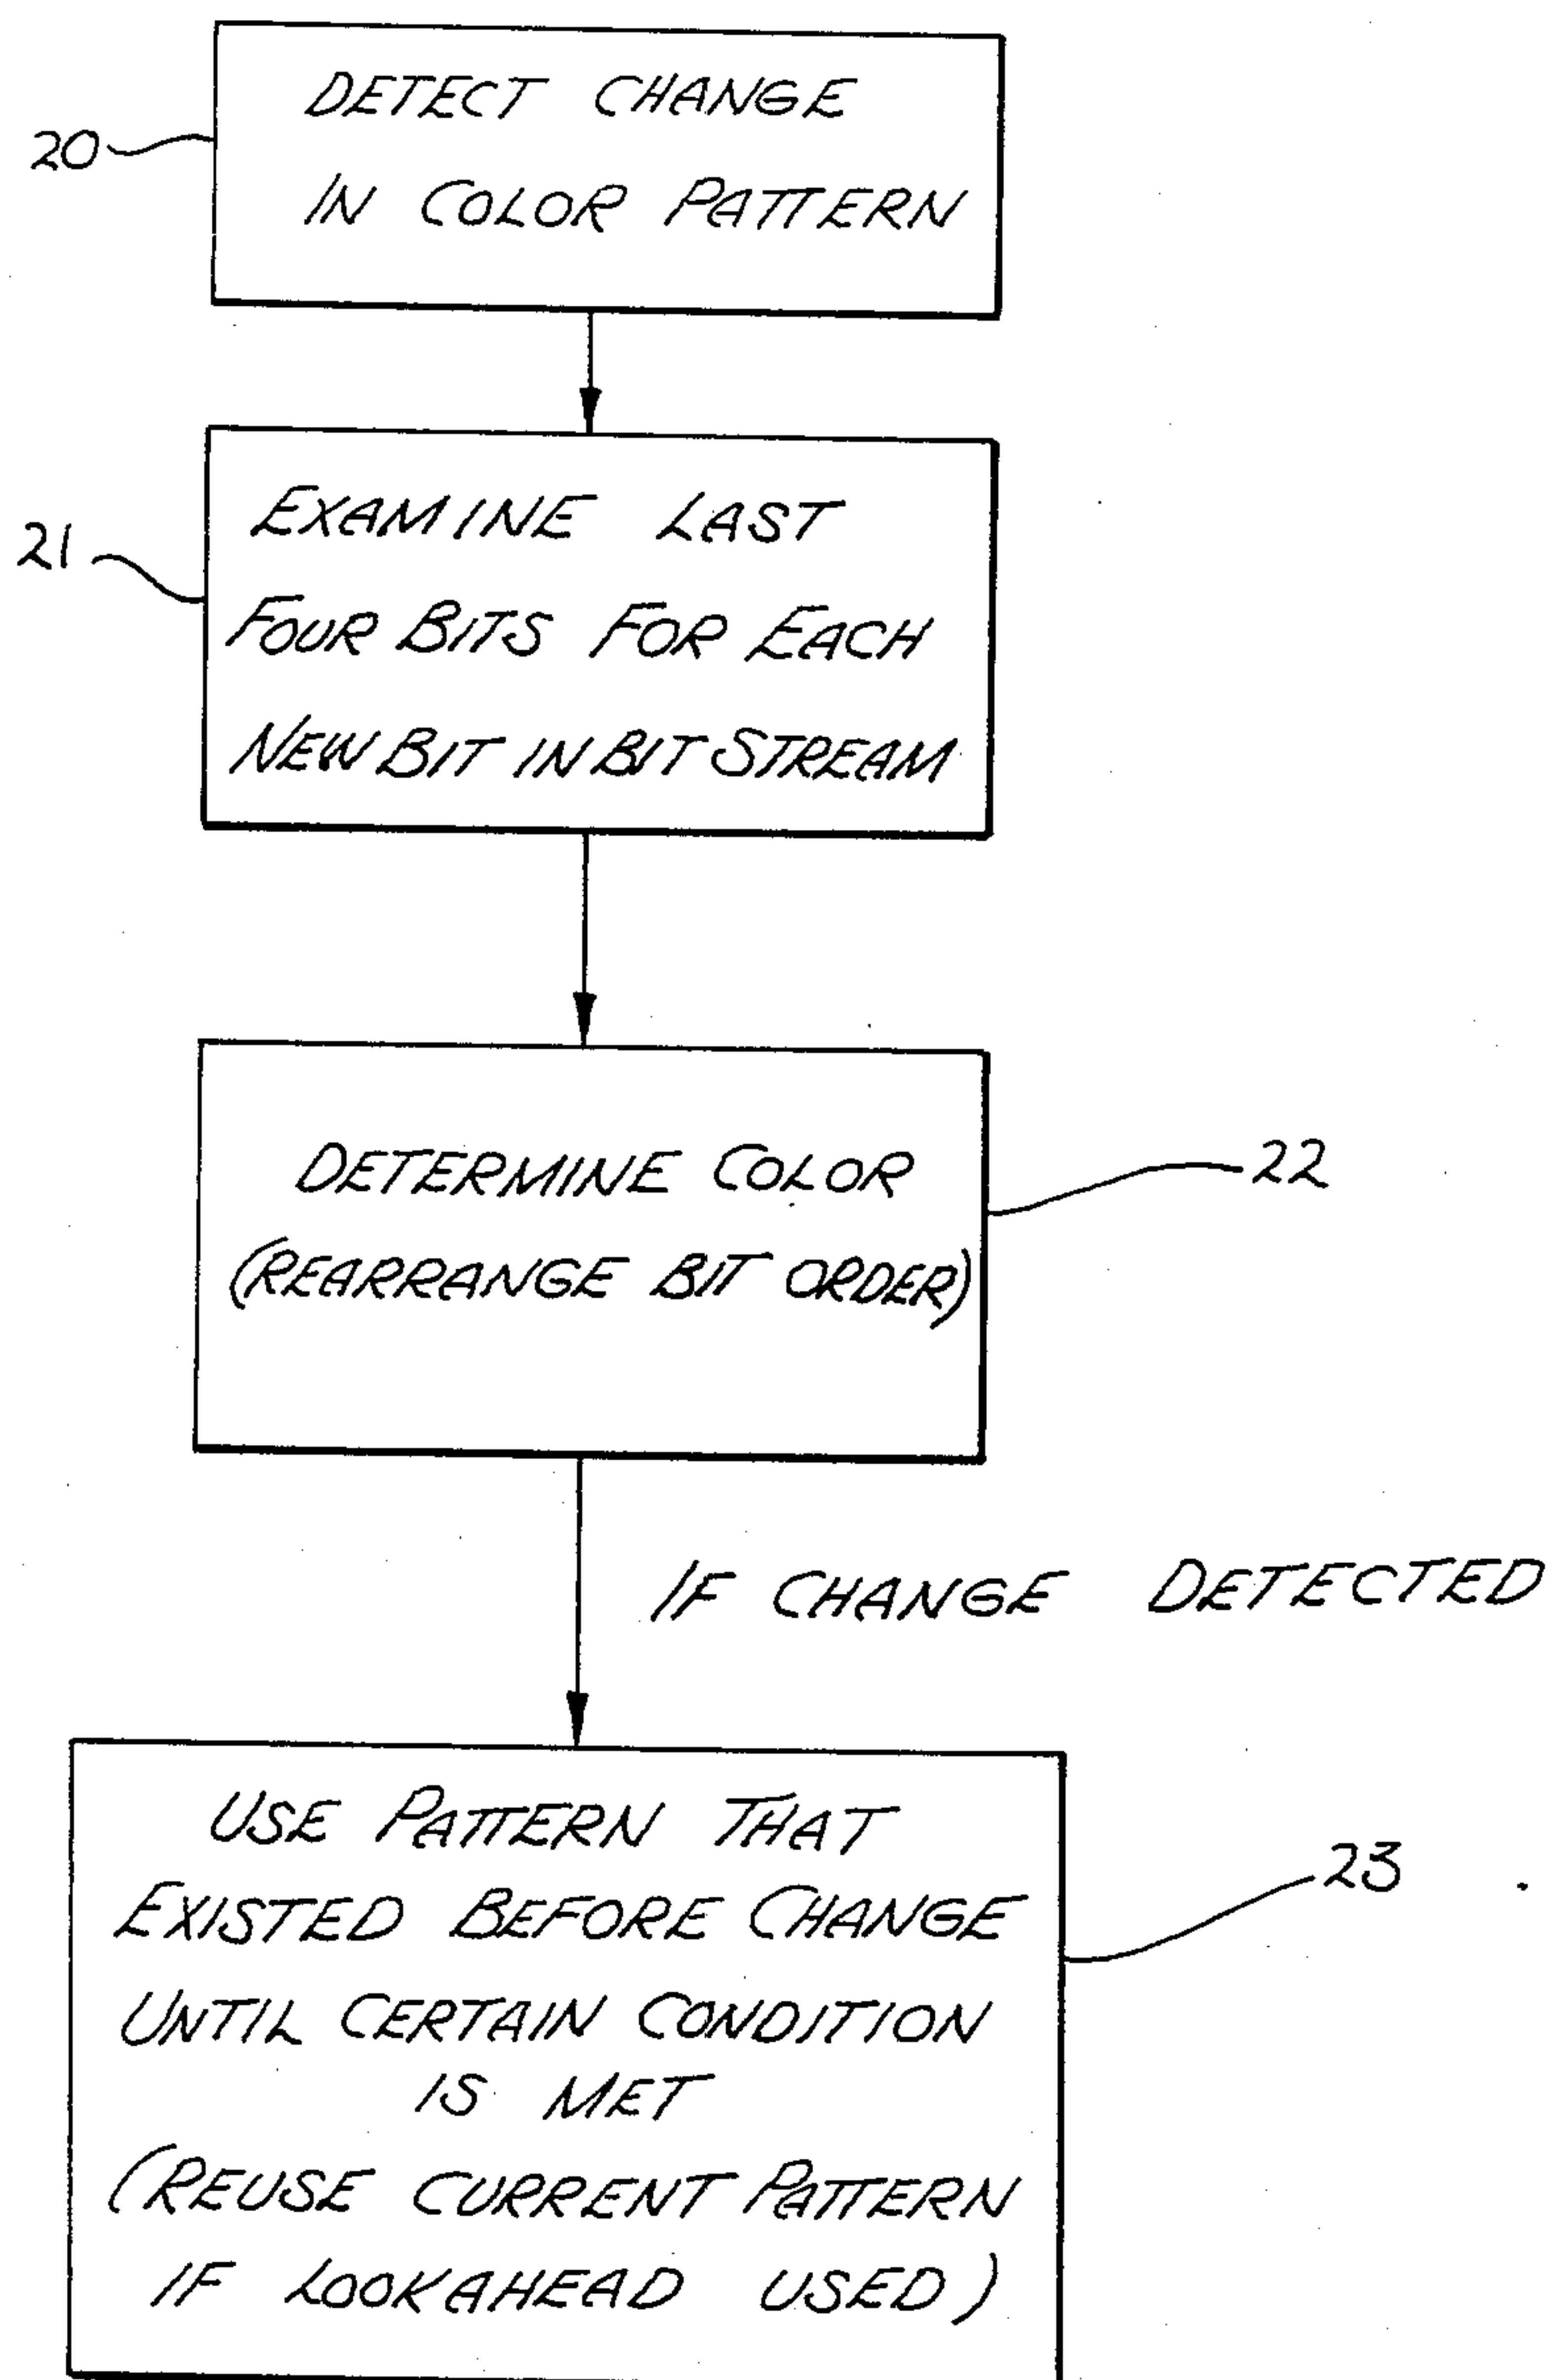 DETECT CHANGE
IN COLOR PATTERN
20
EXAMINE LAST
FOUR BITS FOR EACH
NEW BIT IN BIT STREAM
21
DETERMINE COLOR
(REARRANGE BIT ORDER)
22
IF CHANGE DETECTED
USE PATTERN THAT
EXISTED BEFORE CHANGE
UNTIL CERTAIN CONDITION
IS MET
(REUSE CURRENT PATTERN
IF LOOKAHEAD USED)
23